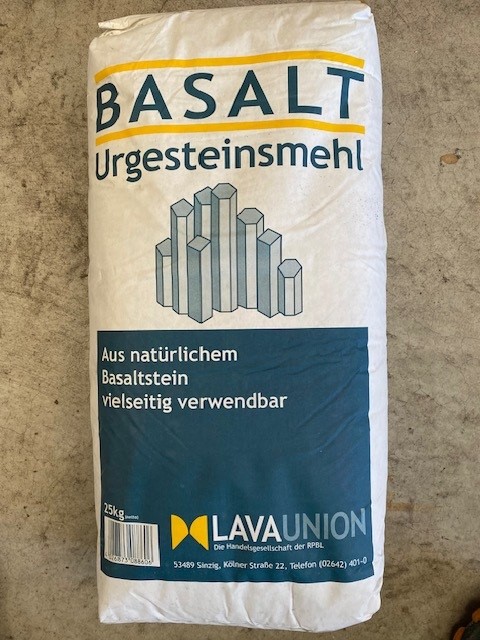 BASALT
Urgesteinsmehl
Aus natürlichem
Basaltstein
vielseitig verwendbar
25kg
LAVAUNION
Die Handelsgesellschaft der RPBL
53489 Sinzig, Kölner Straße 22, Telefon (02642) 401-0